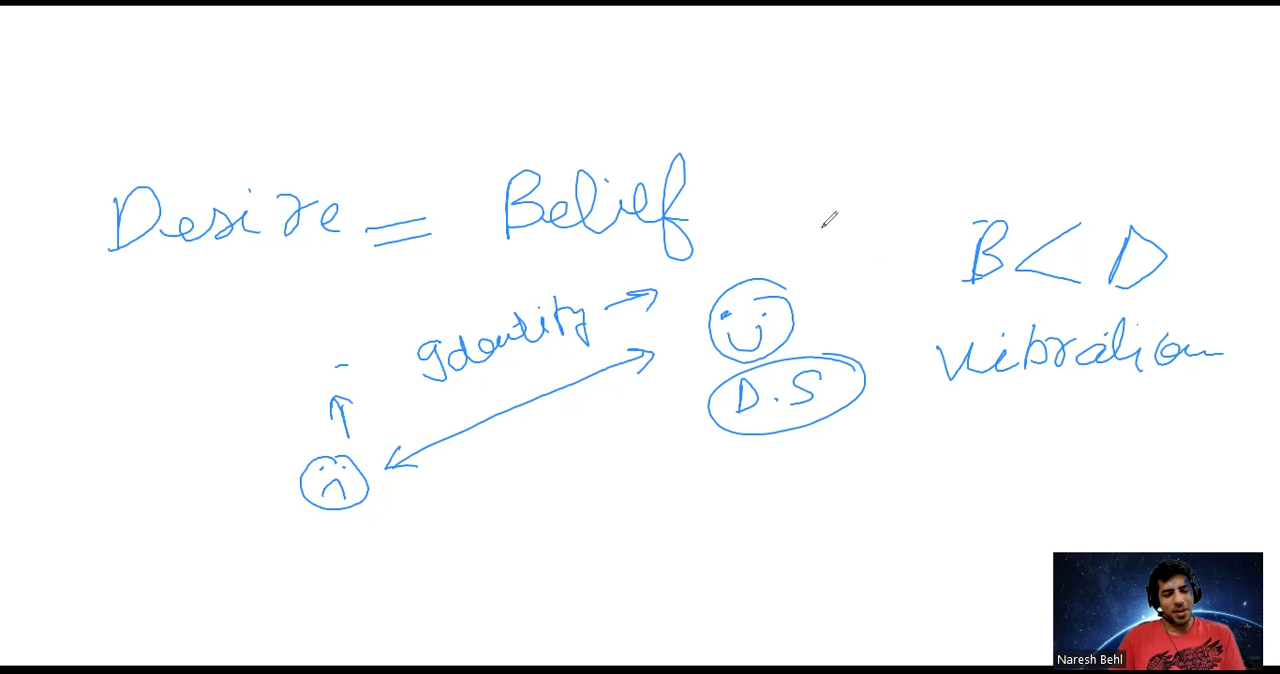 Desire = Belief
B < D
Identity →
vibration
D.S
Naresh Behl